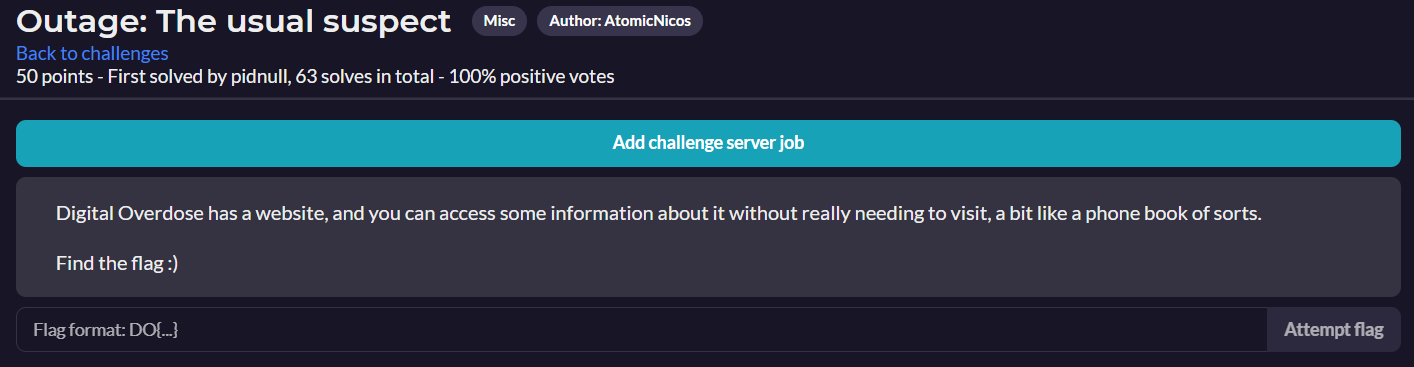 Outage: The usual suspect Misc Author: AtomicNicos
Back to challenges
50 points - First solved by pidnull, 63 solves in total - 100% positive votes
Add challenge server job
Digital Overdose has a website, and you can access some information about it without really needing to visit, a bit like a phone book of sorts.
Find the flag :)
Flag format: DO{...} Attempt flag